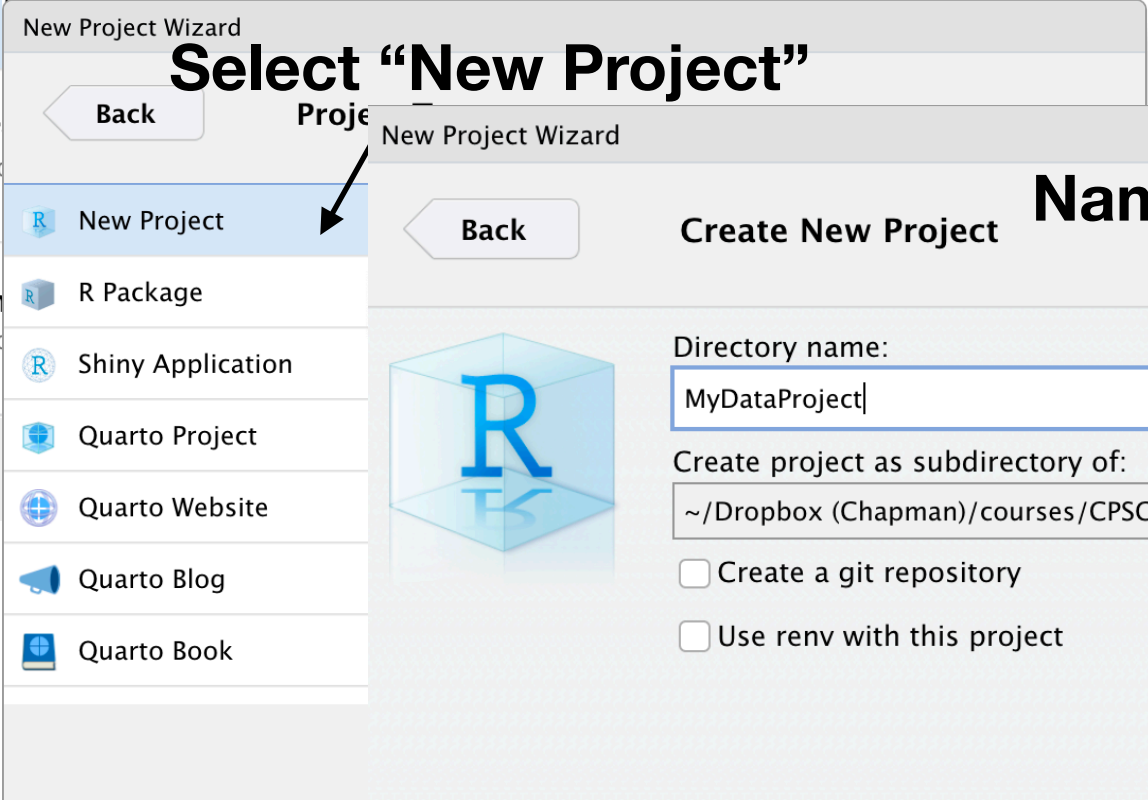 New Project Wizard
Select “New Project”
Back
New Project
R Package
Shiny Application
Quarto Project
Quarto Website
Quarto Blog
Quarto Book
New Project Wizard
Back
Create New Project
Directory name:
MyDataProject
Create project as subdirectory of:
~/Dropbox (Chapman)/courses/CPSC
Create a git repository
Use renv with this project